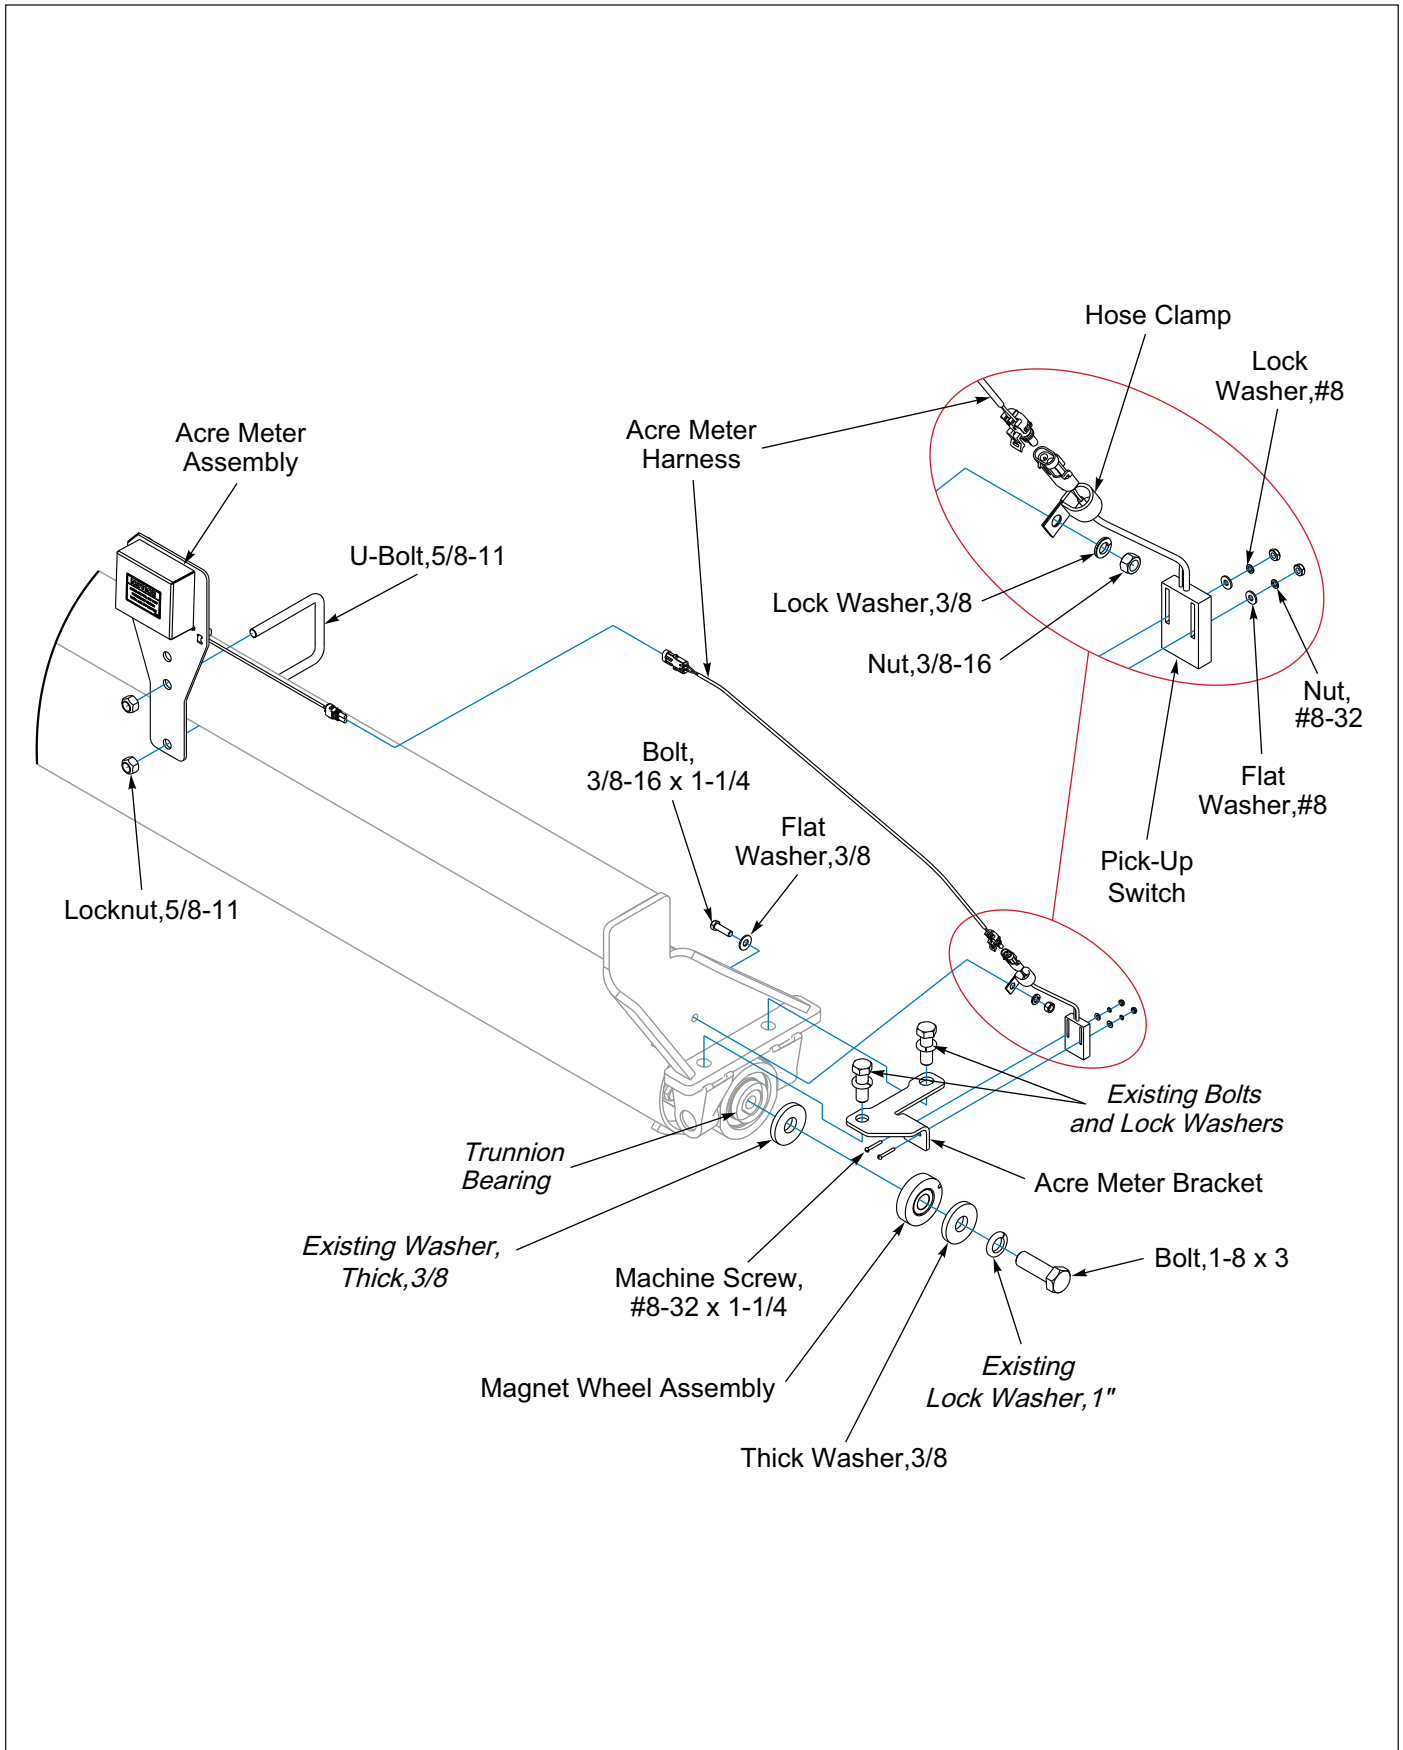 Hose Clamp
Lock
Washer,#8
Acre Meter
Assembly
Acre Meter
Harness
U-Bolt,5/8-11
Lock Washer,3/8
Nut,3/8-16
Nut,
#8-32
Bolt,
3/8-16 x 1-1/4
Flat
Washer,#8
Flat
Washer,3/8
Pick-Up
Switch
Locknut,5/8-11
Existing Bolts
and Lock Washers
Trunnion
Bearing
Acre Meter Bracket
Existing Washer,
Thick,3/8
Machine Screw,
#8-32 x 1-1/4
Bolt,1-8 x 3
Existing
Lock Washer,1"
Magnet Wheel Assembly
Thick Washer,3/8